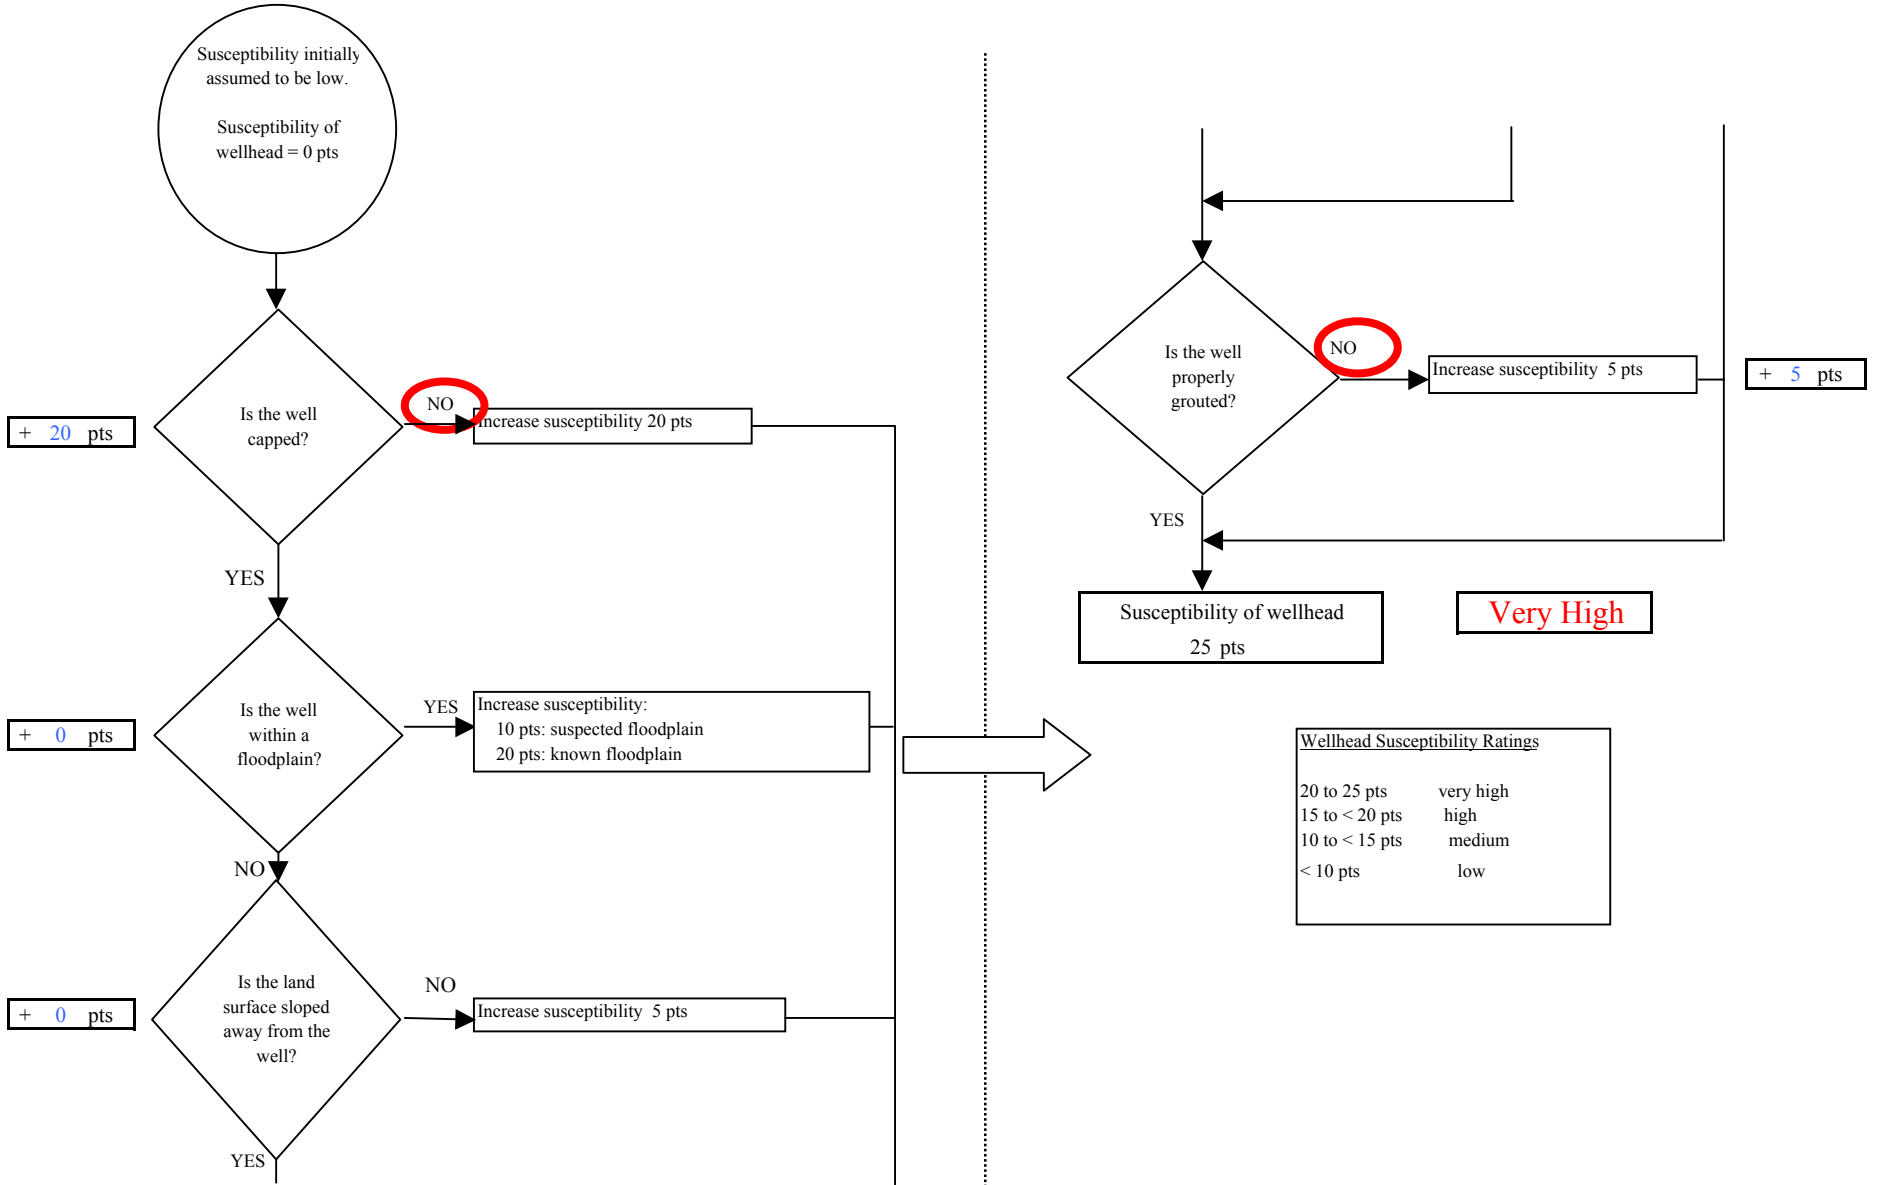 Susceptibility initially
assumed to be low.
Susceptibility of
wellhead = 0 pts
+ 20 pts
Is the well
capped?
NO
Increase susceptibility 20 pts
YES
+ 0 pts
Is the well
within a
floodplain?
YES
Increase susceptibility:
10 pts: suspected floodplain
20 pts: known floodplain
NO
+ 0 pts
Is the land
surface sloped
away from the
well?
NO
Increase susceptibility 5 pts
YES
Is the well
properly
grouted?
NO
Increase susceptibility 5 pts
+ 5 pts
YES
Susceptibility of wellhead
25 pts
Very High
Wellhead Susceptibility Ratings
20 to 25 pts very high
15 to < 20 pts high
10 to < 15 pts medium
< 10 pts low